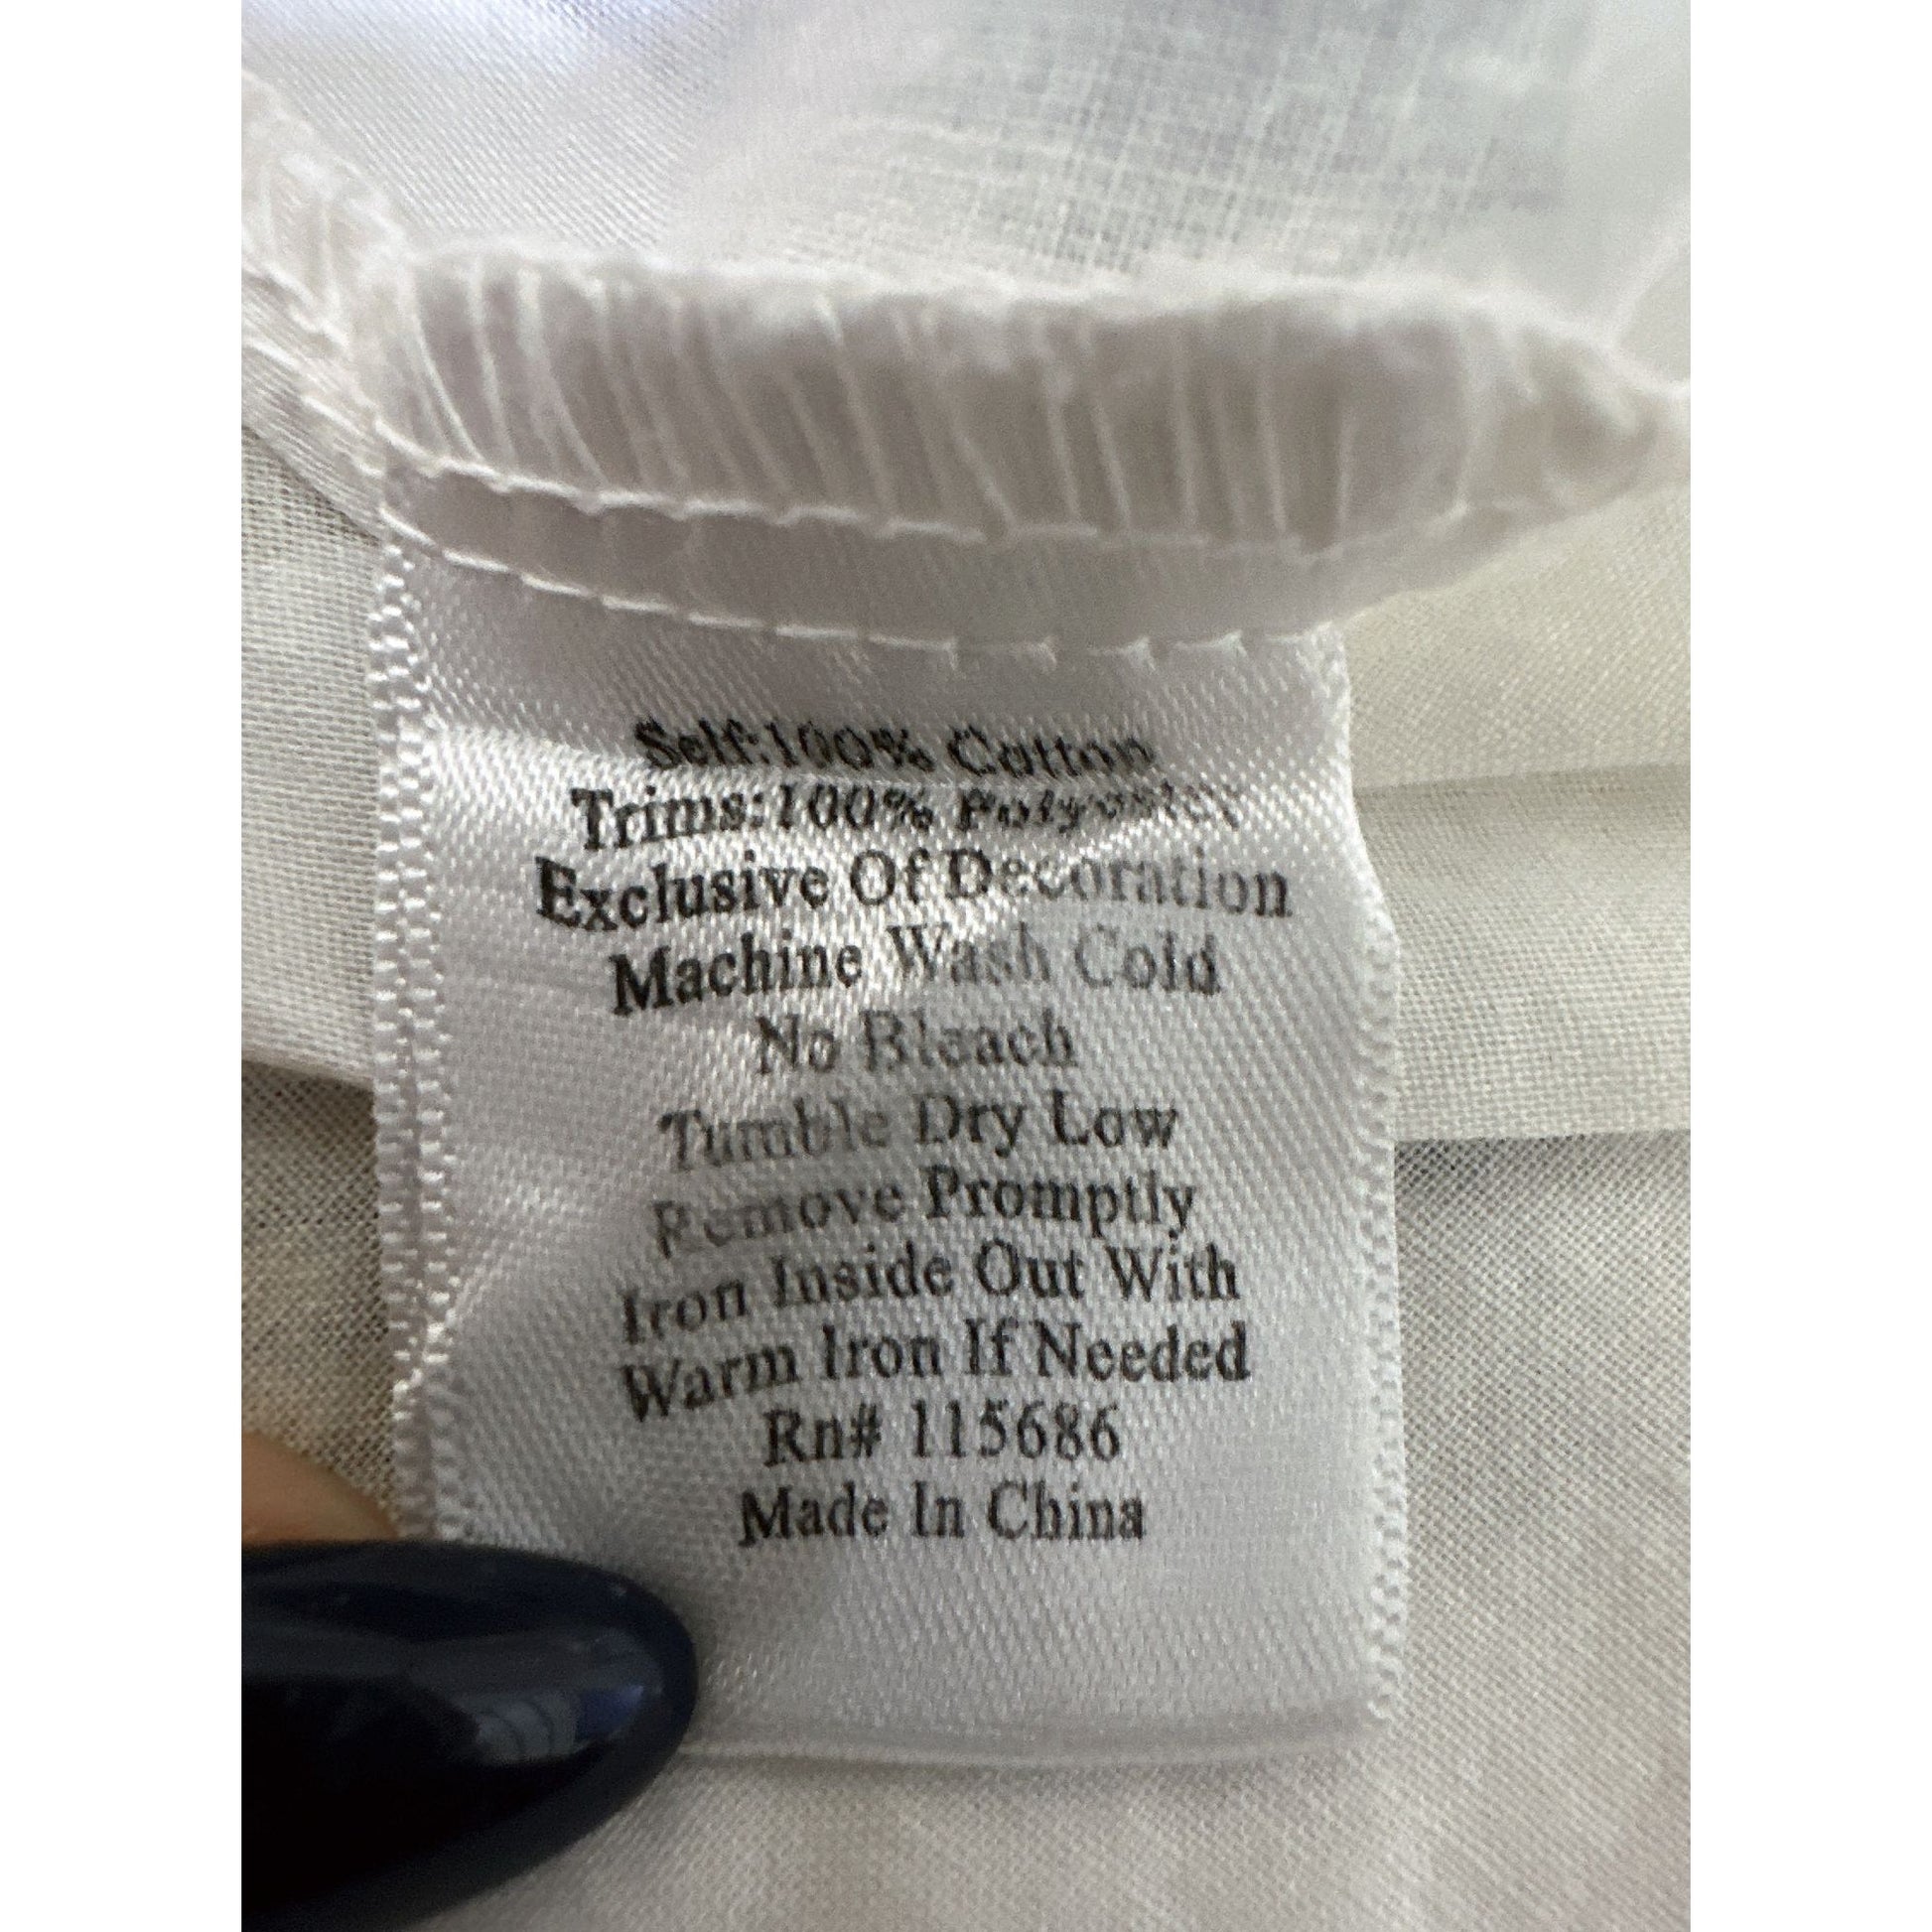 Self:100% Cotton
Trims:100% Polyester
Exclusive Of Decoration
Machine Wash Cold
No Bleach
Tumble Dry Low
Remove Promptly
Iron Inside Out With
Warm Iron If Needed
Rn# 115686
Made In China